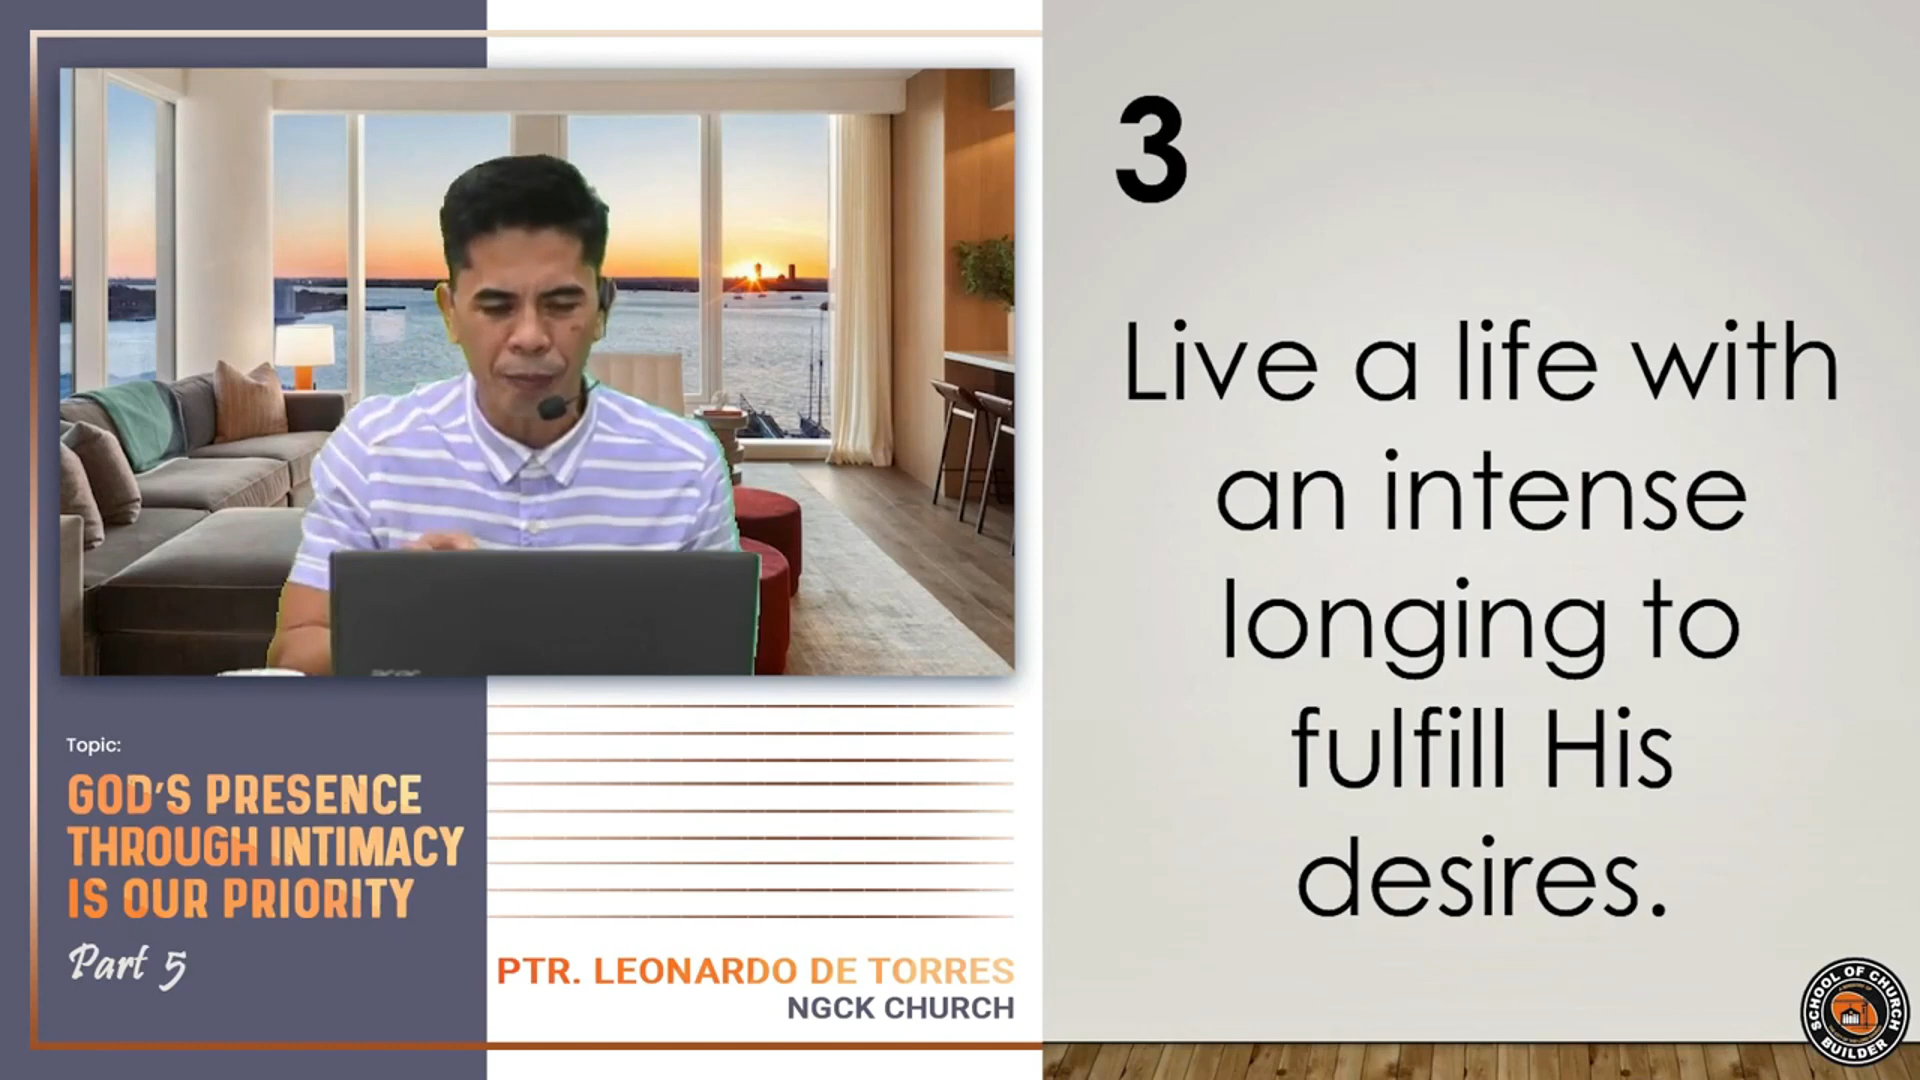 Topic:
GOD'S PRESENCE
THROUGH INTIMACY
IS OUR PRIORITY
Part 5
PTR. LEONARDO DE TORRES
NGCK CHURCH
3
Live a life with
an intense
longing to
fulfill His
desires.
SCHOOL OF CHURCH
BUILDER